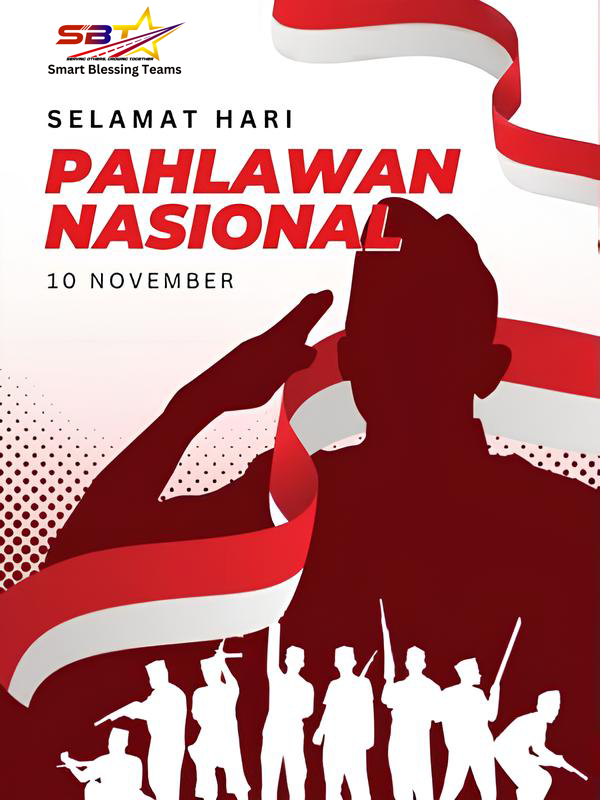 SBT
SERVING OTHERS, GROWING TOGETHER
Smart Blessing Teams
SELAMAT HARI
PAHLAWAN
NASIONAL
10 NOVEMBER